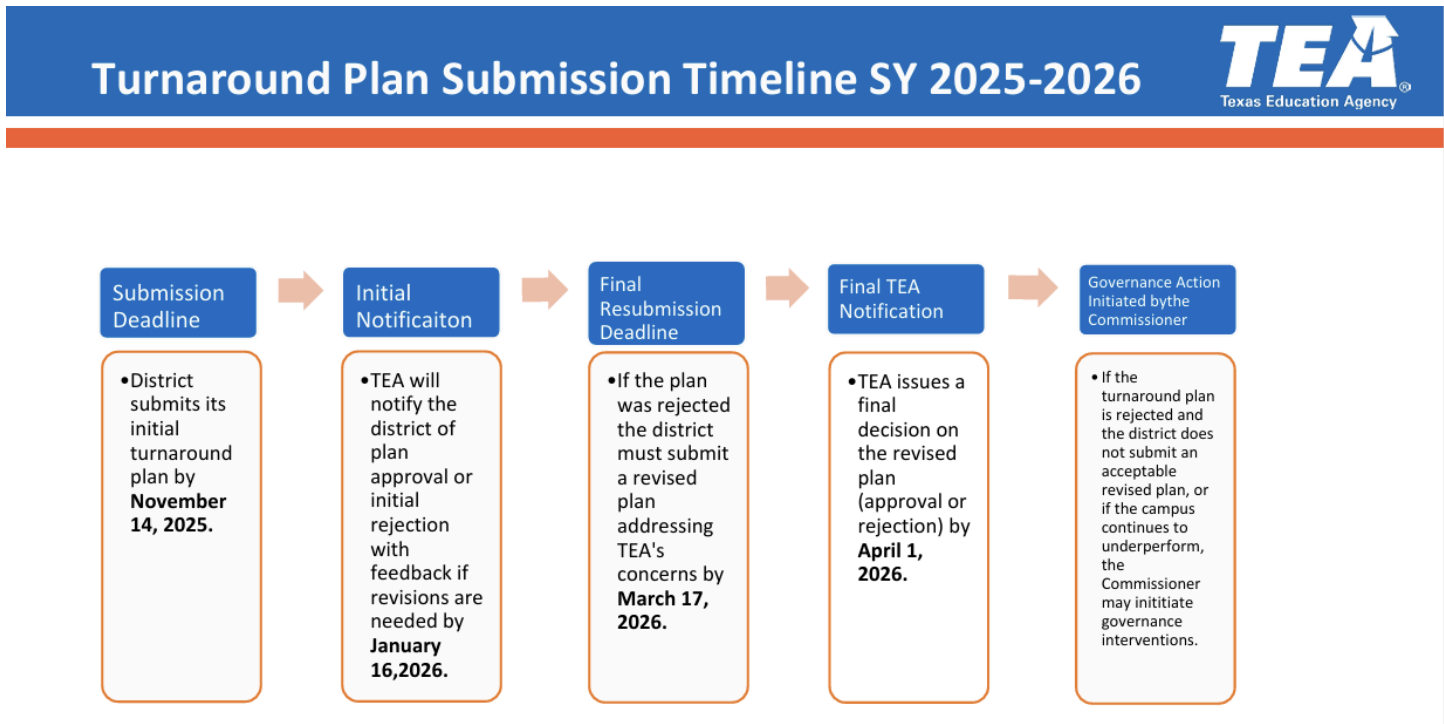 Turnaround Plan Submission Timeline SY 2025-2026
TEA®
Texas Education Agency
Submission
Deadline
•District
submits its
initial
turnaround
plan by
November
14, 2025.
Initial
Notificaiton
•TEA will
notify the
district of
plan
approval or
initial
rejection
with
feedback if
revisions are
needed by
January
16,2026.
Final
Resubmission
Deadline
•If the plan
was rejected
the district
must submit
a revised
plan
addressing
TEA's
concerns by
March 17,
2026.
Final TEA
Notification
•TEA issues a
final
decision on
the revised
plan
(approval or
rejection) by
April 1,
2026.
Governance Action
Initiated bythe
Commissioner
•If the
turnaround plan
is rejected and
the district does
not submit an
acceptable
revised plan, or
if the campus
continues to
underperform,
the
Commissioner
may inititiate
governance
interventions.